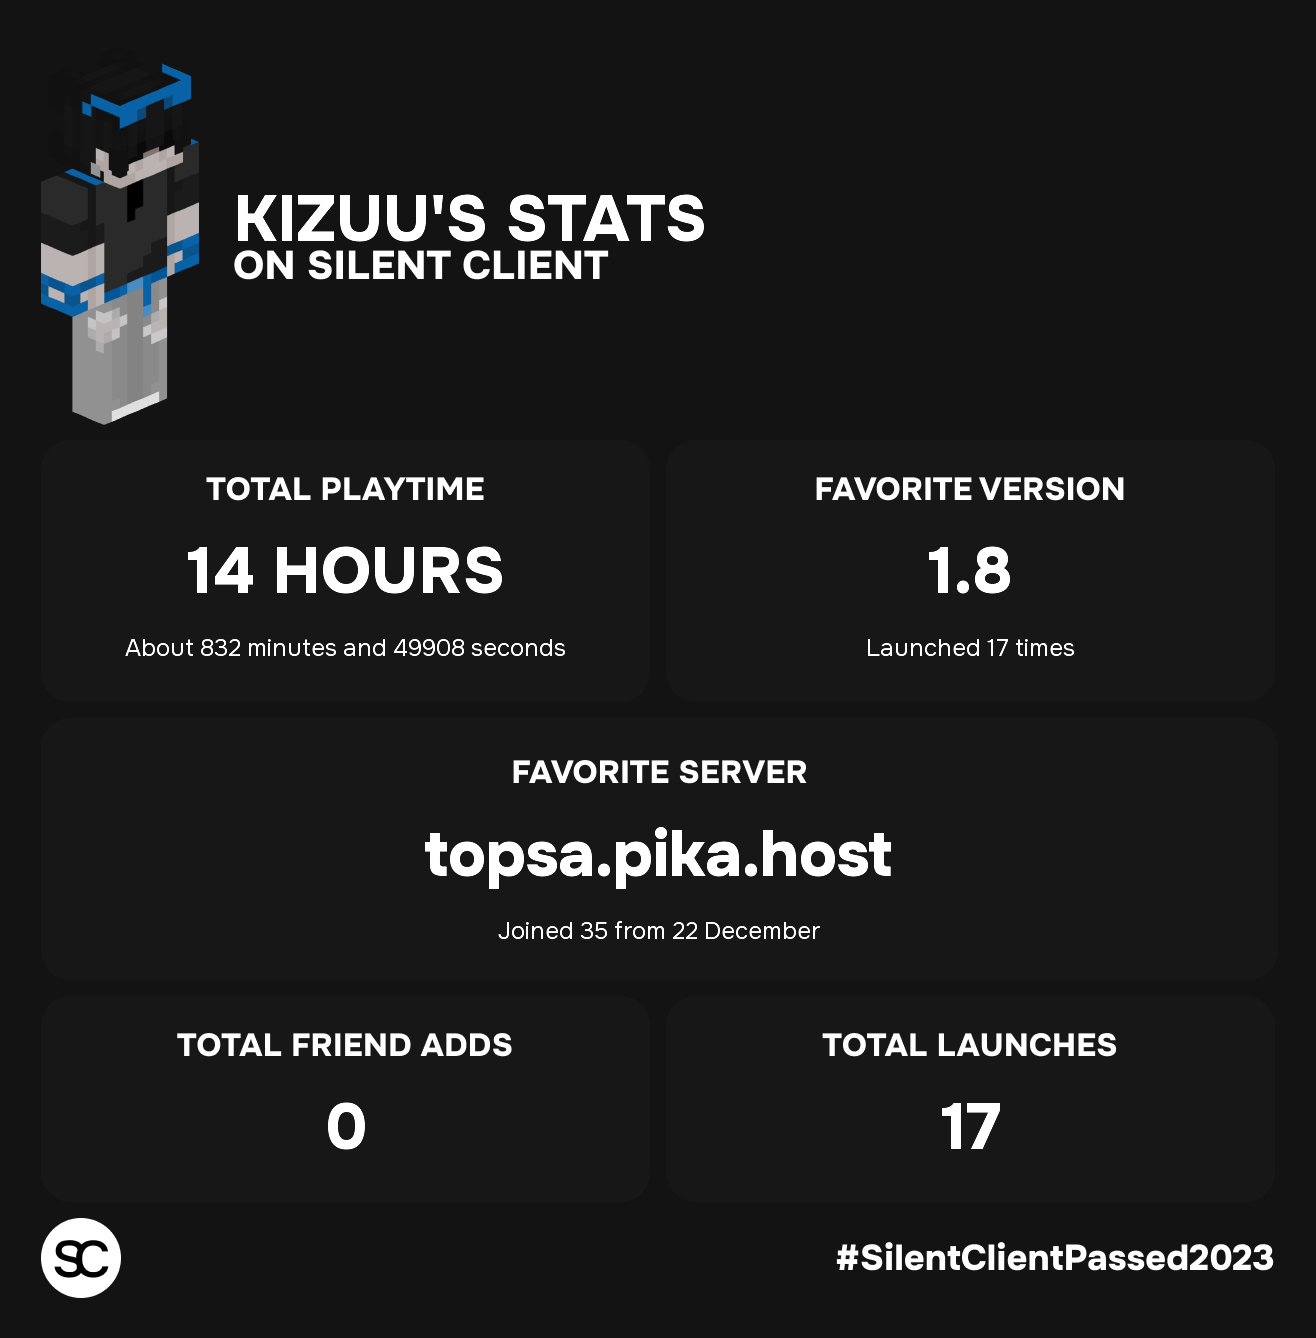 KIZUU'S STATS
ON SILENT CLIENT
TOTAL PLAYTIME
14 HOURS
About 832 minutes and 49908 seconds
FAVORITE VERSION
1.8
Launched 17 times
FAVORITE SERVER
topsa.pika.host
Joined 35 from 22 December
TOTAL FRIEND ADDS
0
TOTAL LAUNCHES
17
SC
#SilentClientPassed2023